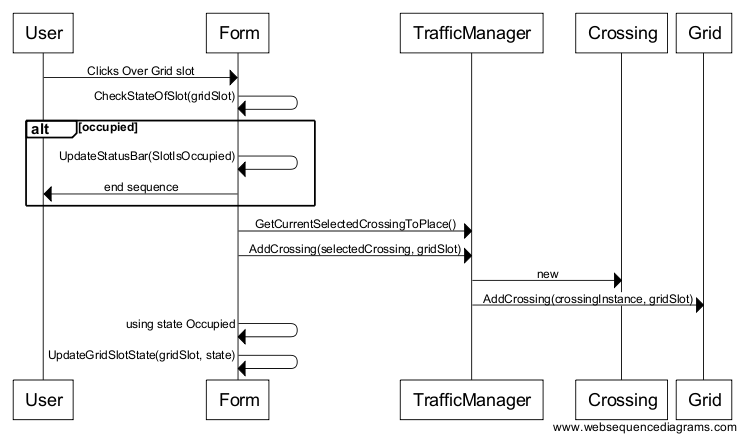 User Form TrafficManager Crossing Grid
Clicks Over Grid slot
CheckStateOfSlot(gridSlot)
alt [occupied]
UpdateStatusBar(SlotIsOccupied)
end sequence
GetCurrentSelectedCrossingToPlace()
AddCrossing(selectedCrossing, gridSlot)
new
AddCrossing(crossingInstance, gridSlot)
using state Occupied
UpdateGridSlotState(gridSlot, state)
User Form TrafficManager Crossing Grid
www.websequencediagrams.com